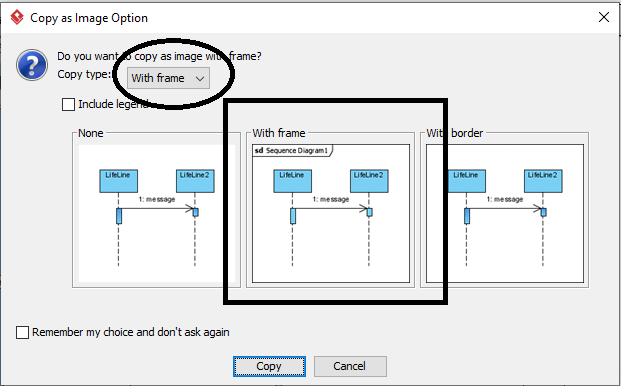 Copy as Image Option
Do you want to copy as image with frame?
Copy type: With frame
Include legend
None
LifeLine LifeLine2
1: message
With frame
sd Sequence Diagram1
LifeLine LifeLine2
1: message
With border
LifeLine LifeLine2
1: message
Remember my choice and don't ask again
Copy Cancel